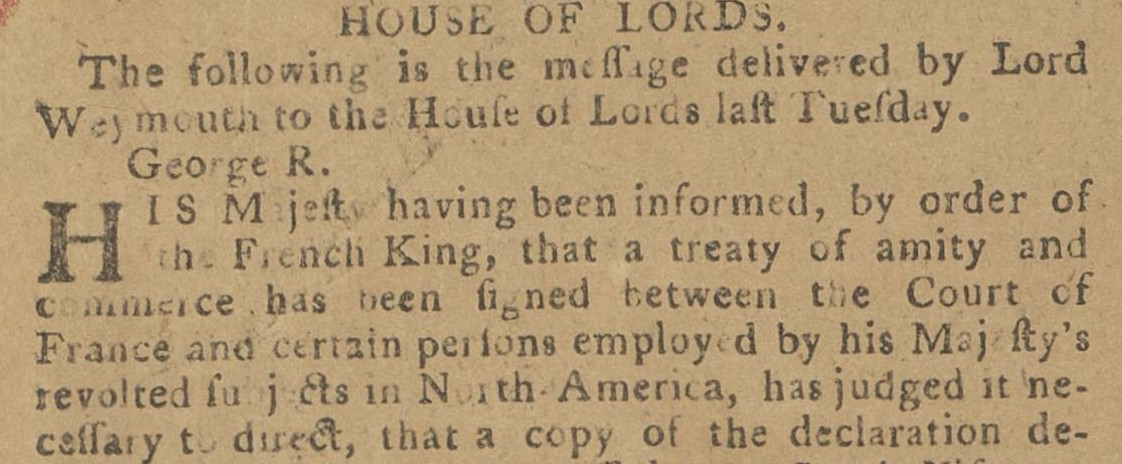 HOUSE OF LORDS.
The following is the meſſage delivered by Lord
Weymouth to the Houſe of Lords laſt Tueſday.
George R.
HIS Majeſty having been informed, by order of
the French King, that a treaty of amity and
commerce has been ſigned between the Court of
France and certain perſons employed by his Majeſty's
revolted ſubjects in North-America, has judged it ne-
ceſſary to direct, that a copy of the declaration de-